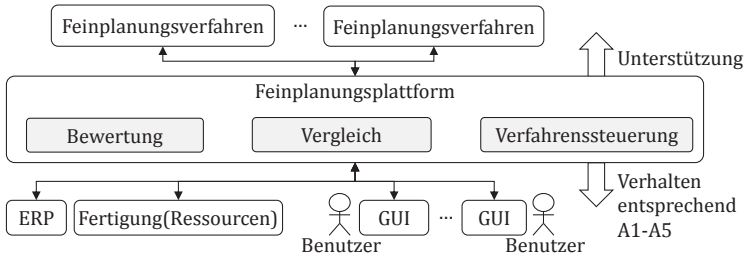 Feinplanungsverfahren ... Feinplanungsverfahren
Unterstützung
Feinplanungsplattform
Bewertung Vergleich Verfahrenssteuerung
ERP Fertigung(Ressourcen) GUI ... GUI
Benutzer Benutzer
Verhalten
entsprechend
A1-A5